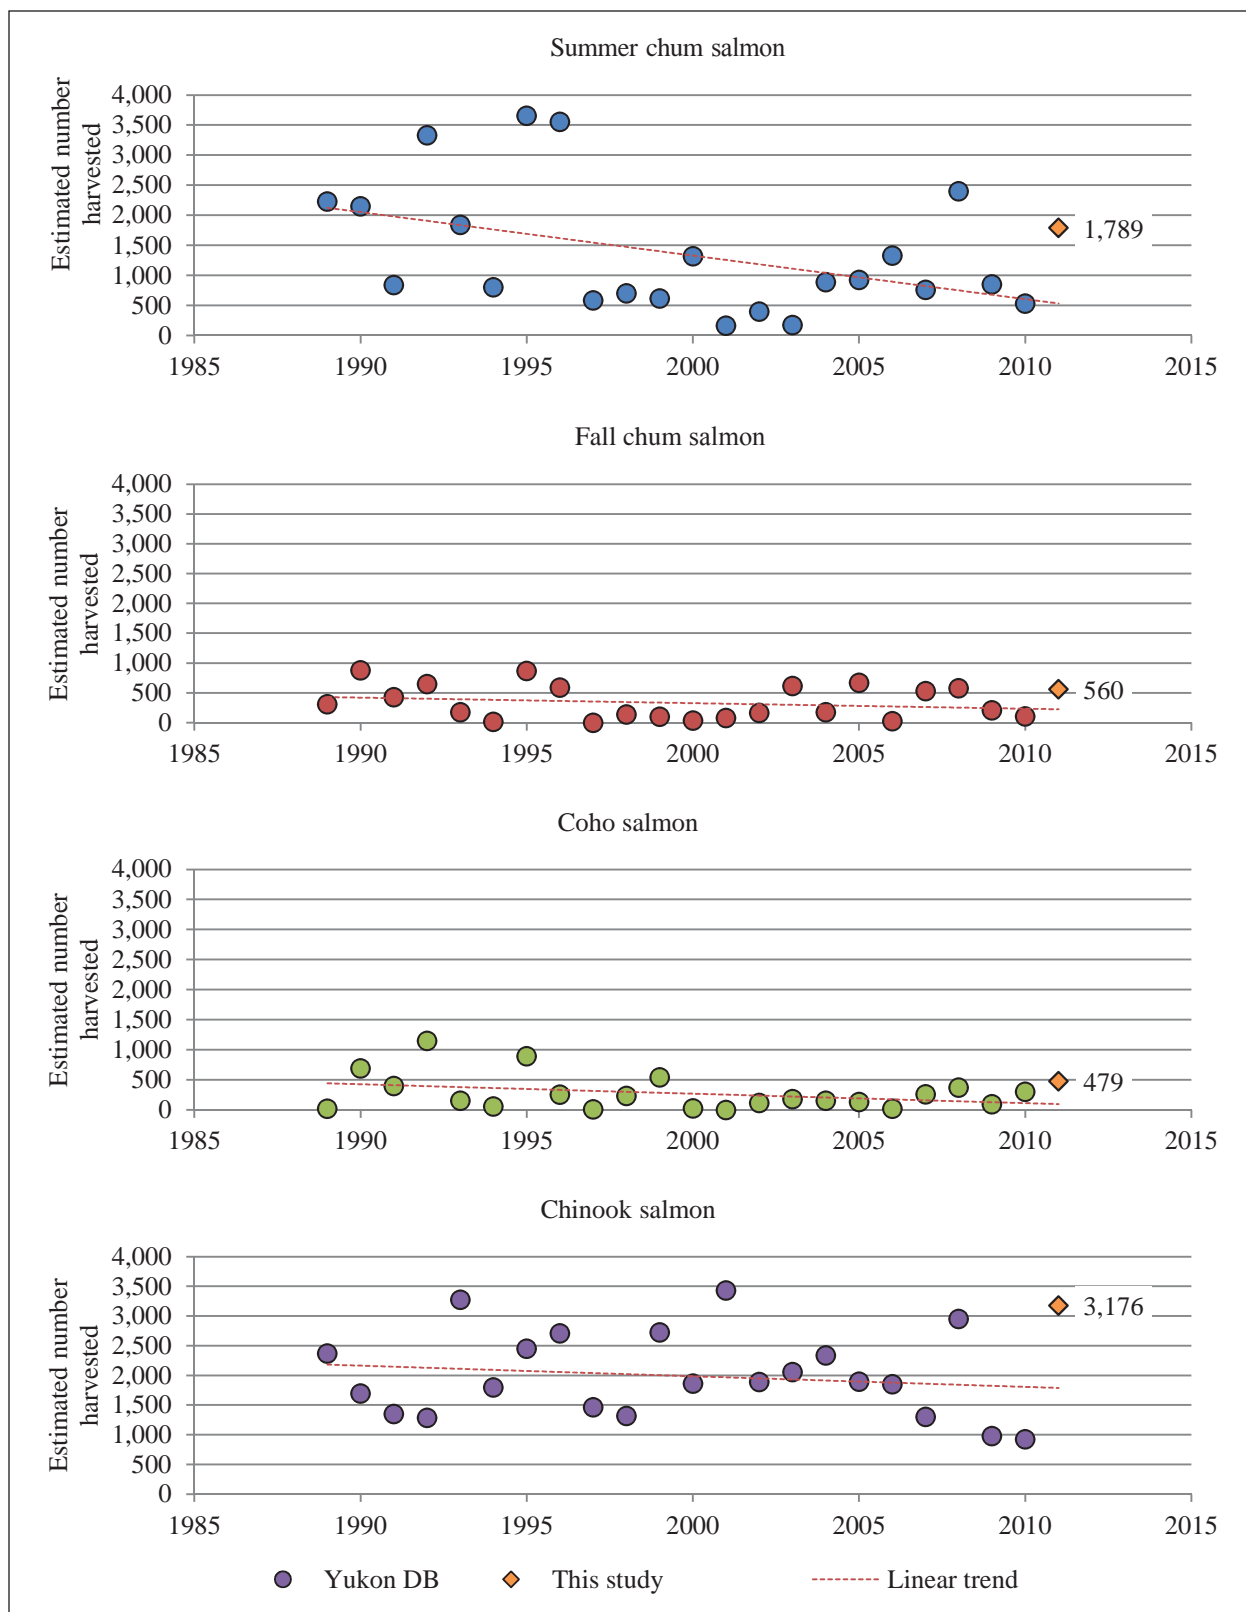 Summer chum salmon
Estimated number
harvested
4,000
3,500
3,000
2,500
2,000
1,500
1,000
500
0
1,789
1985 1990 1995 2000 2005 2010 2015
Fall chum salmon
Estimated number
harvested
4,000
3,500
3,000
2,500
2,000
1,500
1,000
500
0
560
1985 1990 1995 2000 2005 2010 2015
Coho salmon
Estimated number
harvested
4,000
3,500
3,000
2,500
2,000
1,500
1,000
500
0
479
1985 1990 1995 2000 2005 2010 2015
Chinook salmon
Estimated number
harvested
4,000
3,500
3,000
2,500
2,000
1,500
1,000
500
0
3,176
1985 1990 1995 2000 2005 2010 2015
Yukon DB This study Linear trend